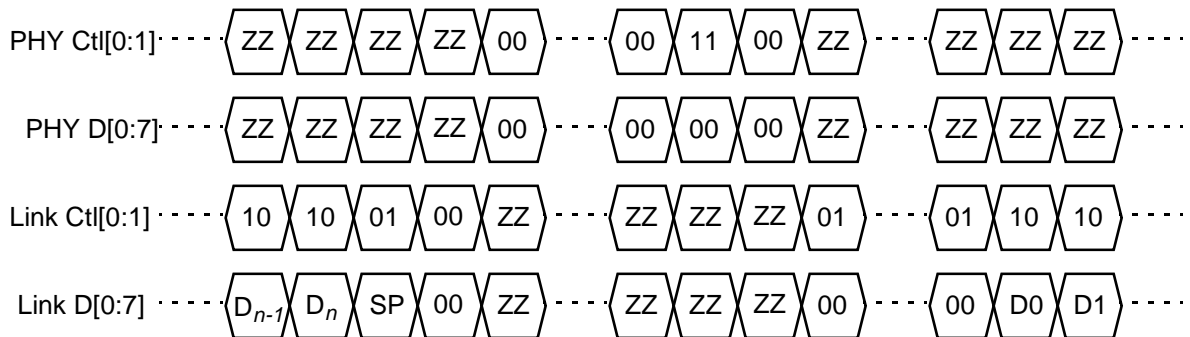 PHY Ctl[0:1] ZZ ZZ ZZ ZZ 00 00 11 00 ZZ ZZ ZZ ZZ
PHY D[0:7] ZZ ZZ ZZ ZZ 00 00 00 00 ZZ ZZ ZZ ZZ
Link Ctl[0:1] 10 10 01 00 ZZ ZZ ZZ ZZ 01 01 10 10
Link D[0:7] Dn-1 Dn SP 00 ZZ ZZ ZZ ZZ 00 00 D0 D1